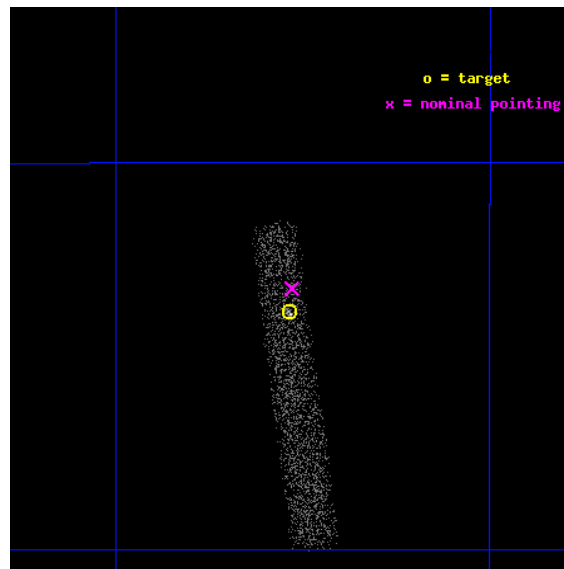 o = target
x = nominal pointing